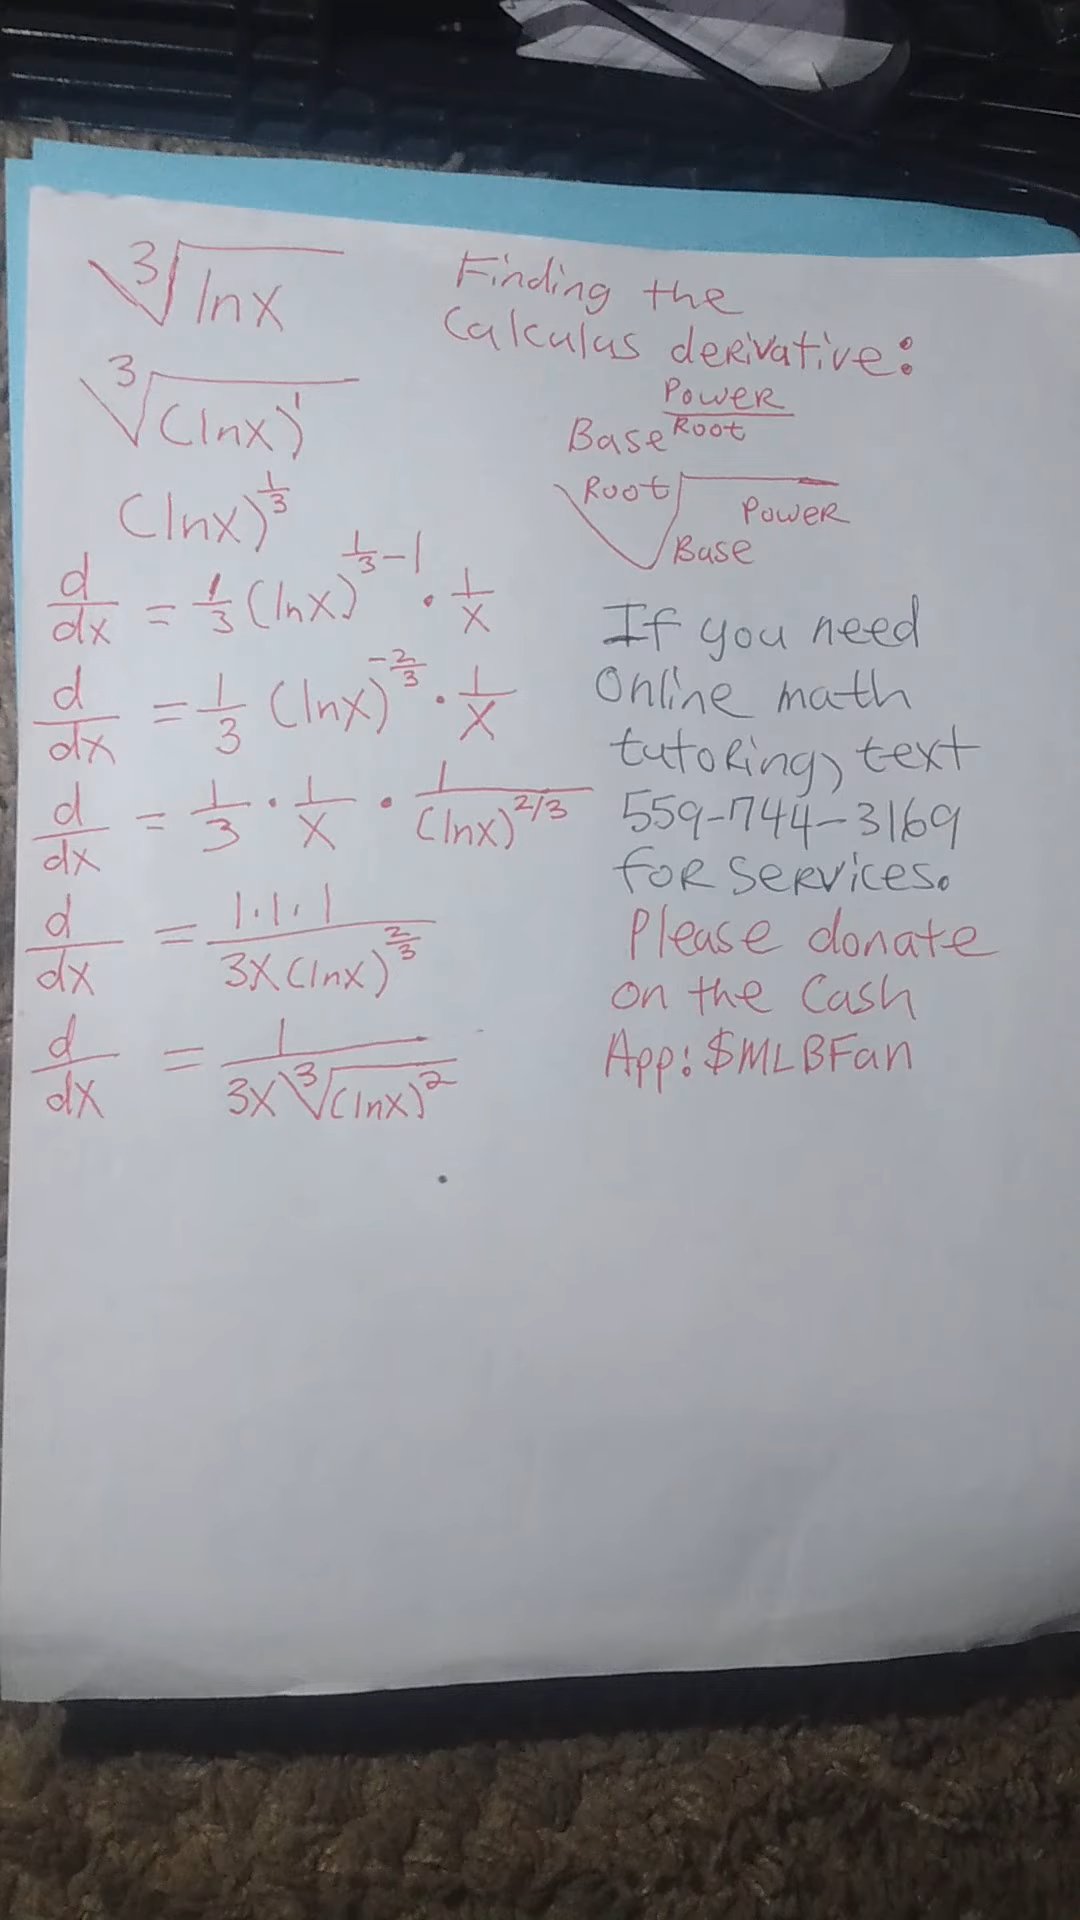 ∛lnx
∛(lnx)¹
(lnx)^(1/3)
d/dx = 1/3 (lnx)^(1/3 - 1) · 1/x
d/dx = 1/3 (lnx)^(-2/3) · 1/x
d/dx = 1/3 · 1/x · 1/(lnx)^(2/3)
d/dx = 1·1·1/3x(lnx)^(2/3)
d/dx = 1/3x∛(lnx)²
Finding the
Calculus derivative:
Base^(Power/Root)
Root√Base^Power
If you need
Online math
tutoring, text
559-744-3169
for services.
Please donate
on the Cash
App: $MLBFan